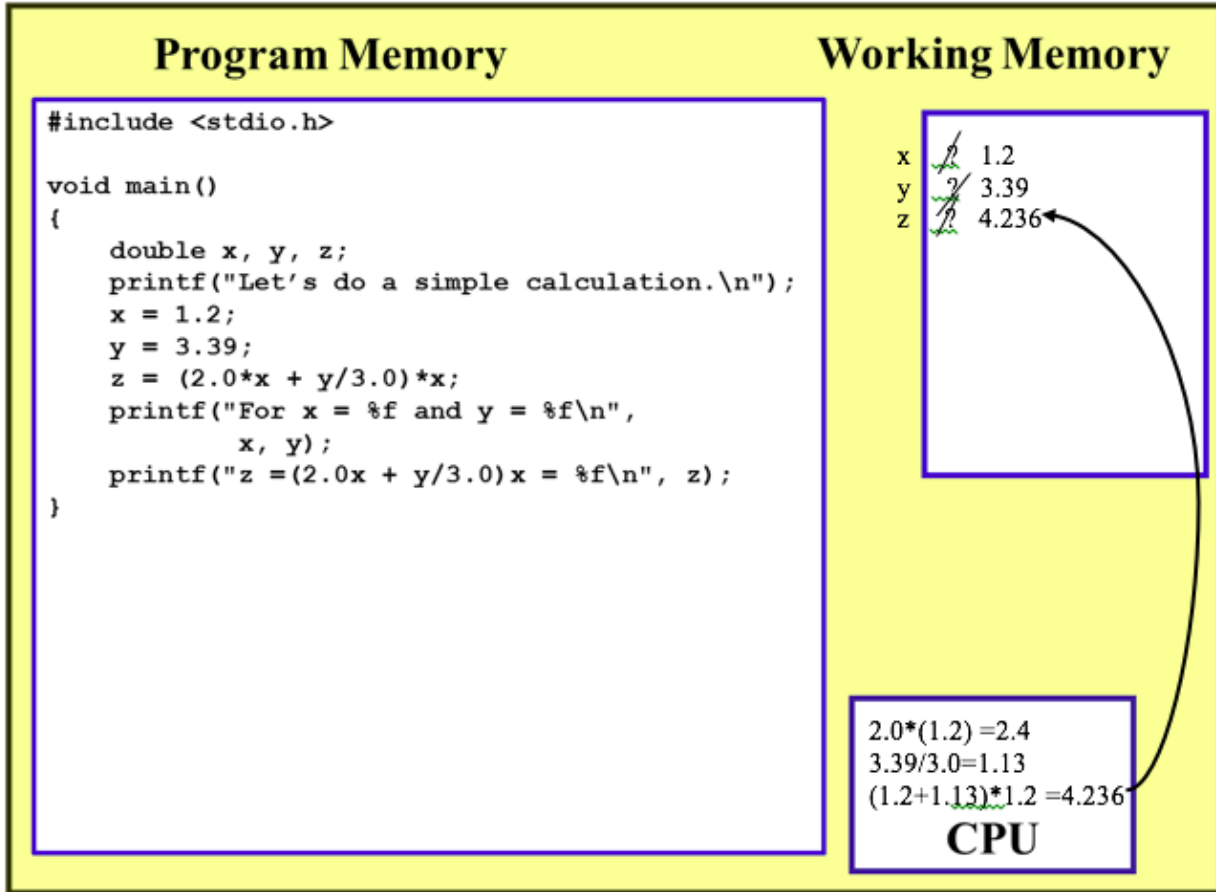 Program Memory
Working Memory
#include <stdio.h>
void main()
{
double x, y, z;
printf("Let's do a simple calculation.\n");
x = 1.2;
y = 3.39;
z = (2.0*x + y/3.0)*x;
printf("For x = %f and y = %f\n",
x, y);
printf("z =(2.0x + y/3.0)x = %f\n", z);
}
x ? 1.2
y ? 3.39
z ? 4.236
2.0*(1.2) =2.4
3.39/3.0=1.13
(1.2+1.13)*1.2 =4.236
CPU